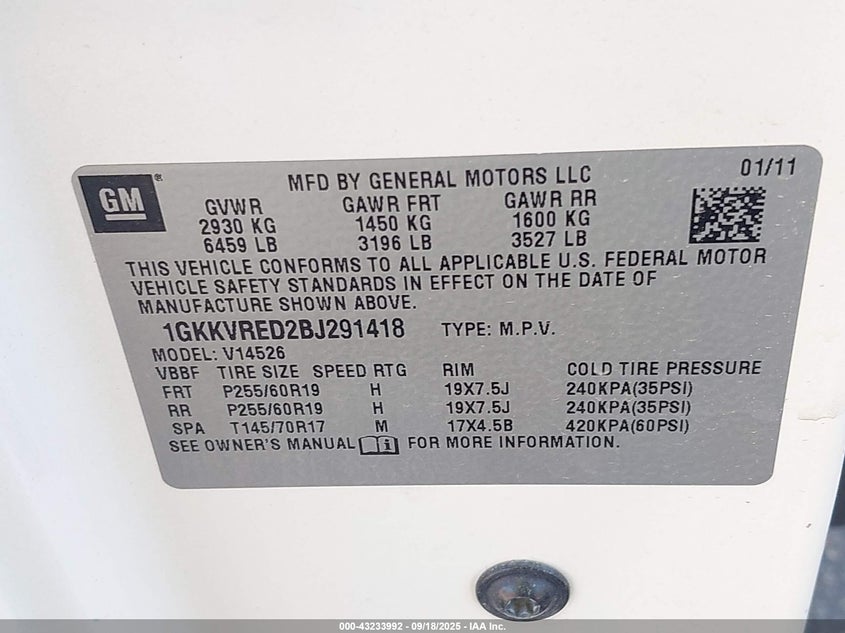 GM ® MFD BY GENERAL MOTORS LLC 01/11
GVWR GAWR FRT GAWR RR
2930 KG 1450 KG 1600 KG
6459 LB 3196 LB 3527 LB
THIS VEHICLE CONFORMS TO ALL APPLICABLE U.S. FEDERAL MOTOR
VEHICLE SAFETY STANDARDS IN EFFECT ON THE DATE OF
MANUFACTURE SHOWN ABOVE.
1GKKVRED2BJ291418 TYPE: M.P.V.
MODEL: V14526
VBBF TIRE SIZE SPEED RTG RIM COLD TIRE PRESSURE
FRT P255/60R19 H 19X7.5J 240KPA(35PSI)
RR P255/60R19 H 19X7.5J 240KPA(35PSI)
SPA T145/70R17 M 17X4.5B 420KPA(60PSI)
SEE OWNER'S MANUAL FOR MORE INFORMATION.
000-43233992 - 09/18/2025 - IAA Inc.